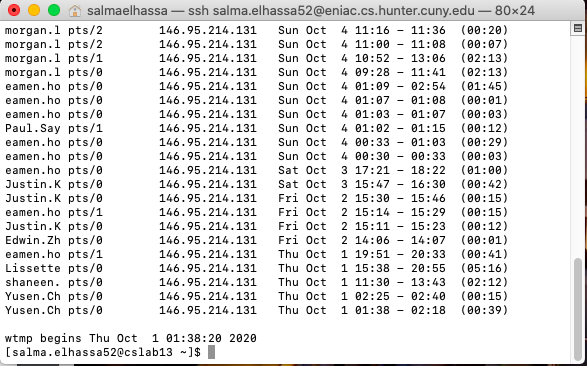 salmaelhassa — ssh salma.elhassa52@eniac.cs.hunter.cuny.edu — 80×24
morgan.l pts/2        146.95.214.131   Sun Oct  4 11:16 - 11:36  (00:20)
morgan.l pts/2        146.95.214.131   Sun Oct  4 11:00 - 11:08  (00:07)
morgan.l pts/1        146.95.214.131   Sun Oct  4 10:52 - 13:06  (02:13)
morgan.l pts/0        146.95.214.131   Sun Oct  4 09:28 - 11:41  (02:13)
eamen.ho pts/0        146.95.214.131   Sun Oct  4 01:09 - 02:54  (01:45)
eamen.ho pts/0        146.95.214.131   Sun Oct  4 01:07 - 01:08  (00:01)
eamen.ho pts/0        146.95.214.131   Sun Oct  4 01:03 - 01:07  (00:03)
Paul.Say pts/1        146.95.214.131   Sun Oct  4 01:02 - 01:15  (00:12)
eamen.ho pts/0        146.95.214.131   Sun Oct  4 00:33 - 01:03  (00:29)
eamen.ho pts/0        146.95.214.131   Sun Oct  4 00:30 - 00:33  (00:03)
eamen.ho pts/0        146.95.214.131   Sat Oct  3 17:21 - 18:22  (01:00)
Justin.K pts/0        146.95.214.131   Sat Oct  3 15:47 - 16:30  (00:42)
Justin.K pts/0        146.95.214.131   Fri Oct  2 15:30 - 15:46  (00:15)
eamen.ho pts/1        146.95.214.131   Fri Oct  2 15:14 - 15:29  (00:15)
Justin.K pts/0        146.95.214.131   Fri Oct  2 15:11 - 15:23  (00:12)
Edwin.Zh pts/0        146.95.214.131   Fri Oct  2 14:06 - 14:07  (00:01)
eamen.ho pts/1        146.95.214.131   Thu Oct  1 19:51 - 20:33  (00:41)
Lissette pts/0        146.95.214.131   Thu Oct  1 15:38 - 20:55  (05:16)
shaneen. pts/0        146.95.214.131   Thu Oct  1 11:30 - 13:43  (02:12)
Yusen.Ch pts/0        146.95.214.131   Thu Oct  1 02:25 - 02:40  (00:15)
Yusen.Ch pts/0        146.95.214.131   Thu Oct  1 01:38 - 02:18  (00:39)
wtmp begins Thu Oct  1 01:38:20 2020
[salma.elhassa52@cslab13 ~]$